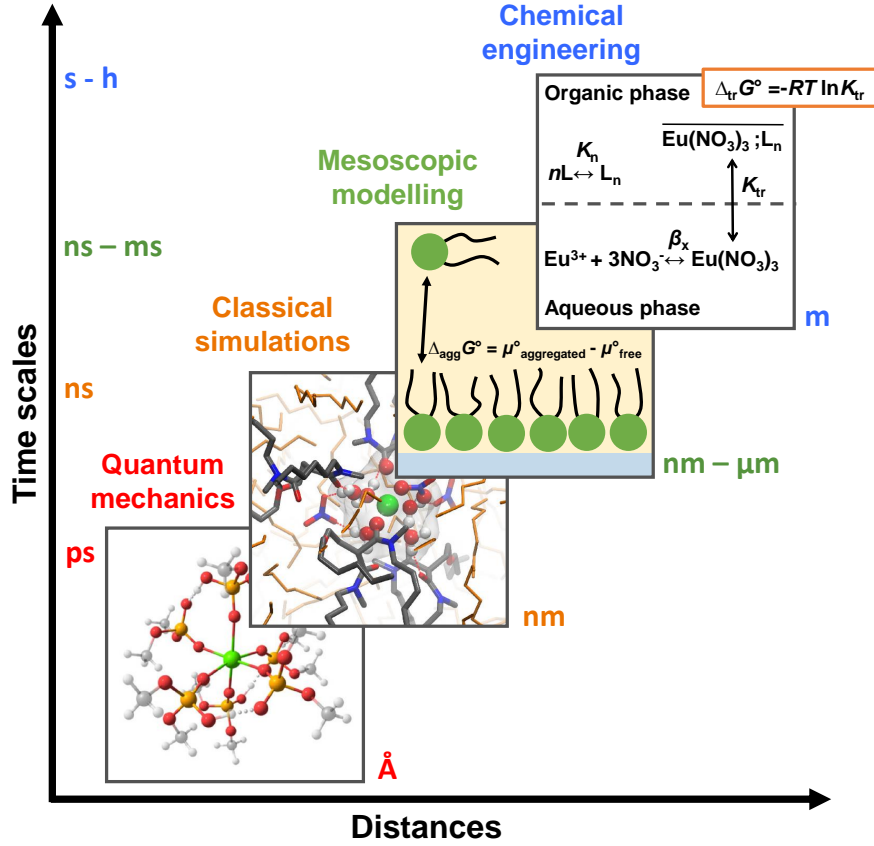 Chemical
engineering
s - h
Organic phase
ΔtrG° =-RT lnKtr
Eu(NO3)3 ;Ln
Kn
nL↔ Ln
Ktr
Mesoscopic
modelling
ns – ms
βx
Eu3+ + 3NO3-↔ Eu(NO3)3
Aqueous phase
m
Classical
simulations
ΔaggG° = μ°aggregated - μ°free
ns
nm – μm
Quantum
mechanics
ps
nm
Å
Time scales
Distances